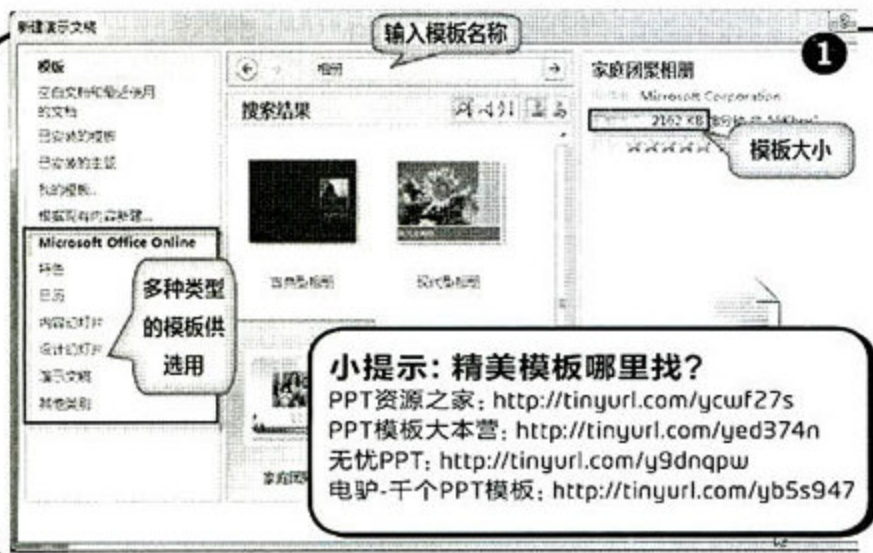 新建演示文稿
输入模板名称
1
模板
空白文档和最近使用
的文档
已安装的模板
已安装的主题
我的模板...
根据现有内容新建...
Microsoft Office Online
特色
日历
内容幻灯片
设计幻灯片
演示文稿
其他类别
多种类型
的模板供
选用
相册
搜索结果
古典型相册
现代型相册
家庭团聚相册
Microsoft Corporation
2162 KB
模板大小
小提示:精美模板哪里找?
PPT资源之家:http://tinyurl.com/ycwf27s
PPT模板大本营:http://tinyurl.com/yed374n
无忧PPT:http://tinyurl.com/y9dnqpw
电驴-千个PPT模板:http://tinyurl.com/yb5s947